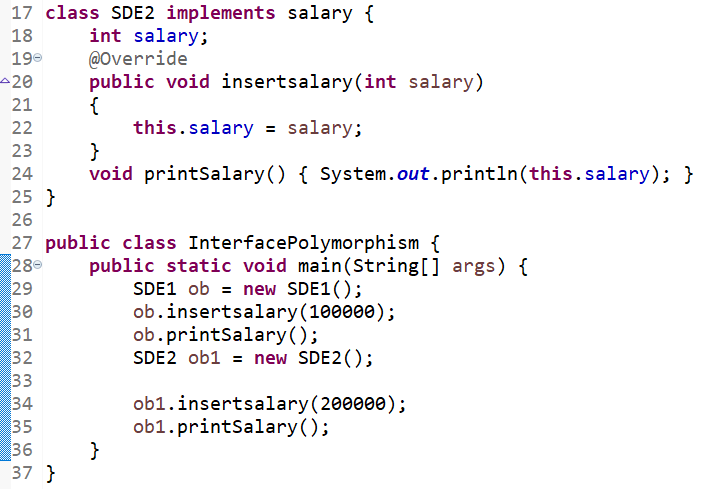 17 class SDE2 implements salary {
18     int salary;
19     @Override
20     public void insertsalary(int salary)
21     {
22         this.salary = salary;
23     }
24     void printSalary() { System.out.println(this.salary); }
25 }
26
27 public class InterfacePolymorphism {
28     public static void main(String[] args) {
29         SDE1 ob = new SDE1();
30         ob.insertsalary(100000);
31         ob.printSalary();
32         SDE2 ob1 = new SDE2();
33
34         ob1.insertsalary(200000);
35         ob1.printSalary();
36     }
37 }